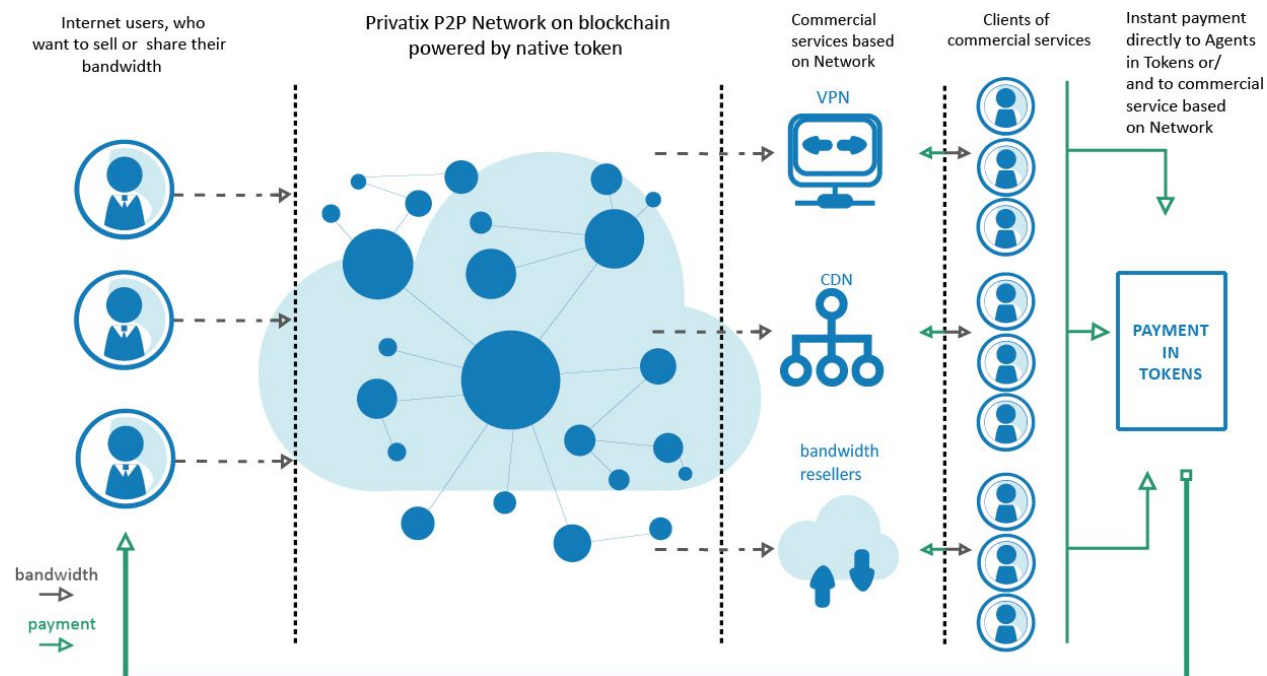 Internet users, who
want to sell or share their
bandwidth
Privatix P2P Network on blockchain
powered by native token
Commercial
services based
on Network
Clients of
commercial services
Instant payment
directly to Agents
in Tokens or/
and to commercial
service based
on Network
VPN
CDN
bandwidth
resellers
PAYMENT
IN
TOKENS
bandwidth
payment